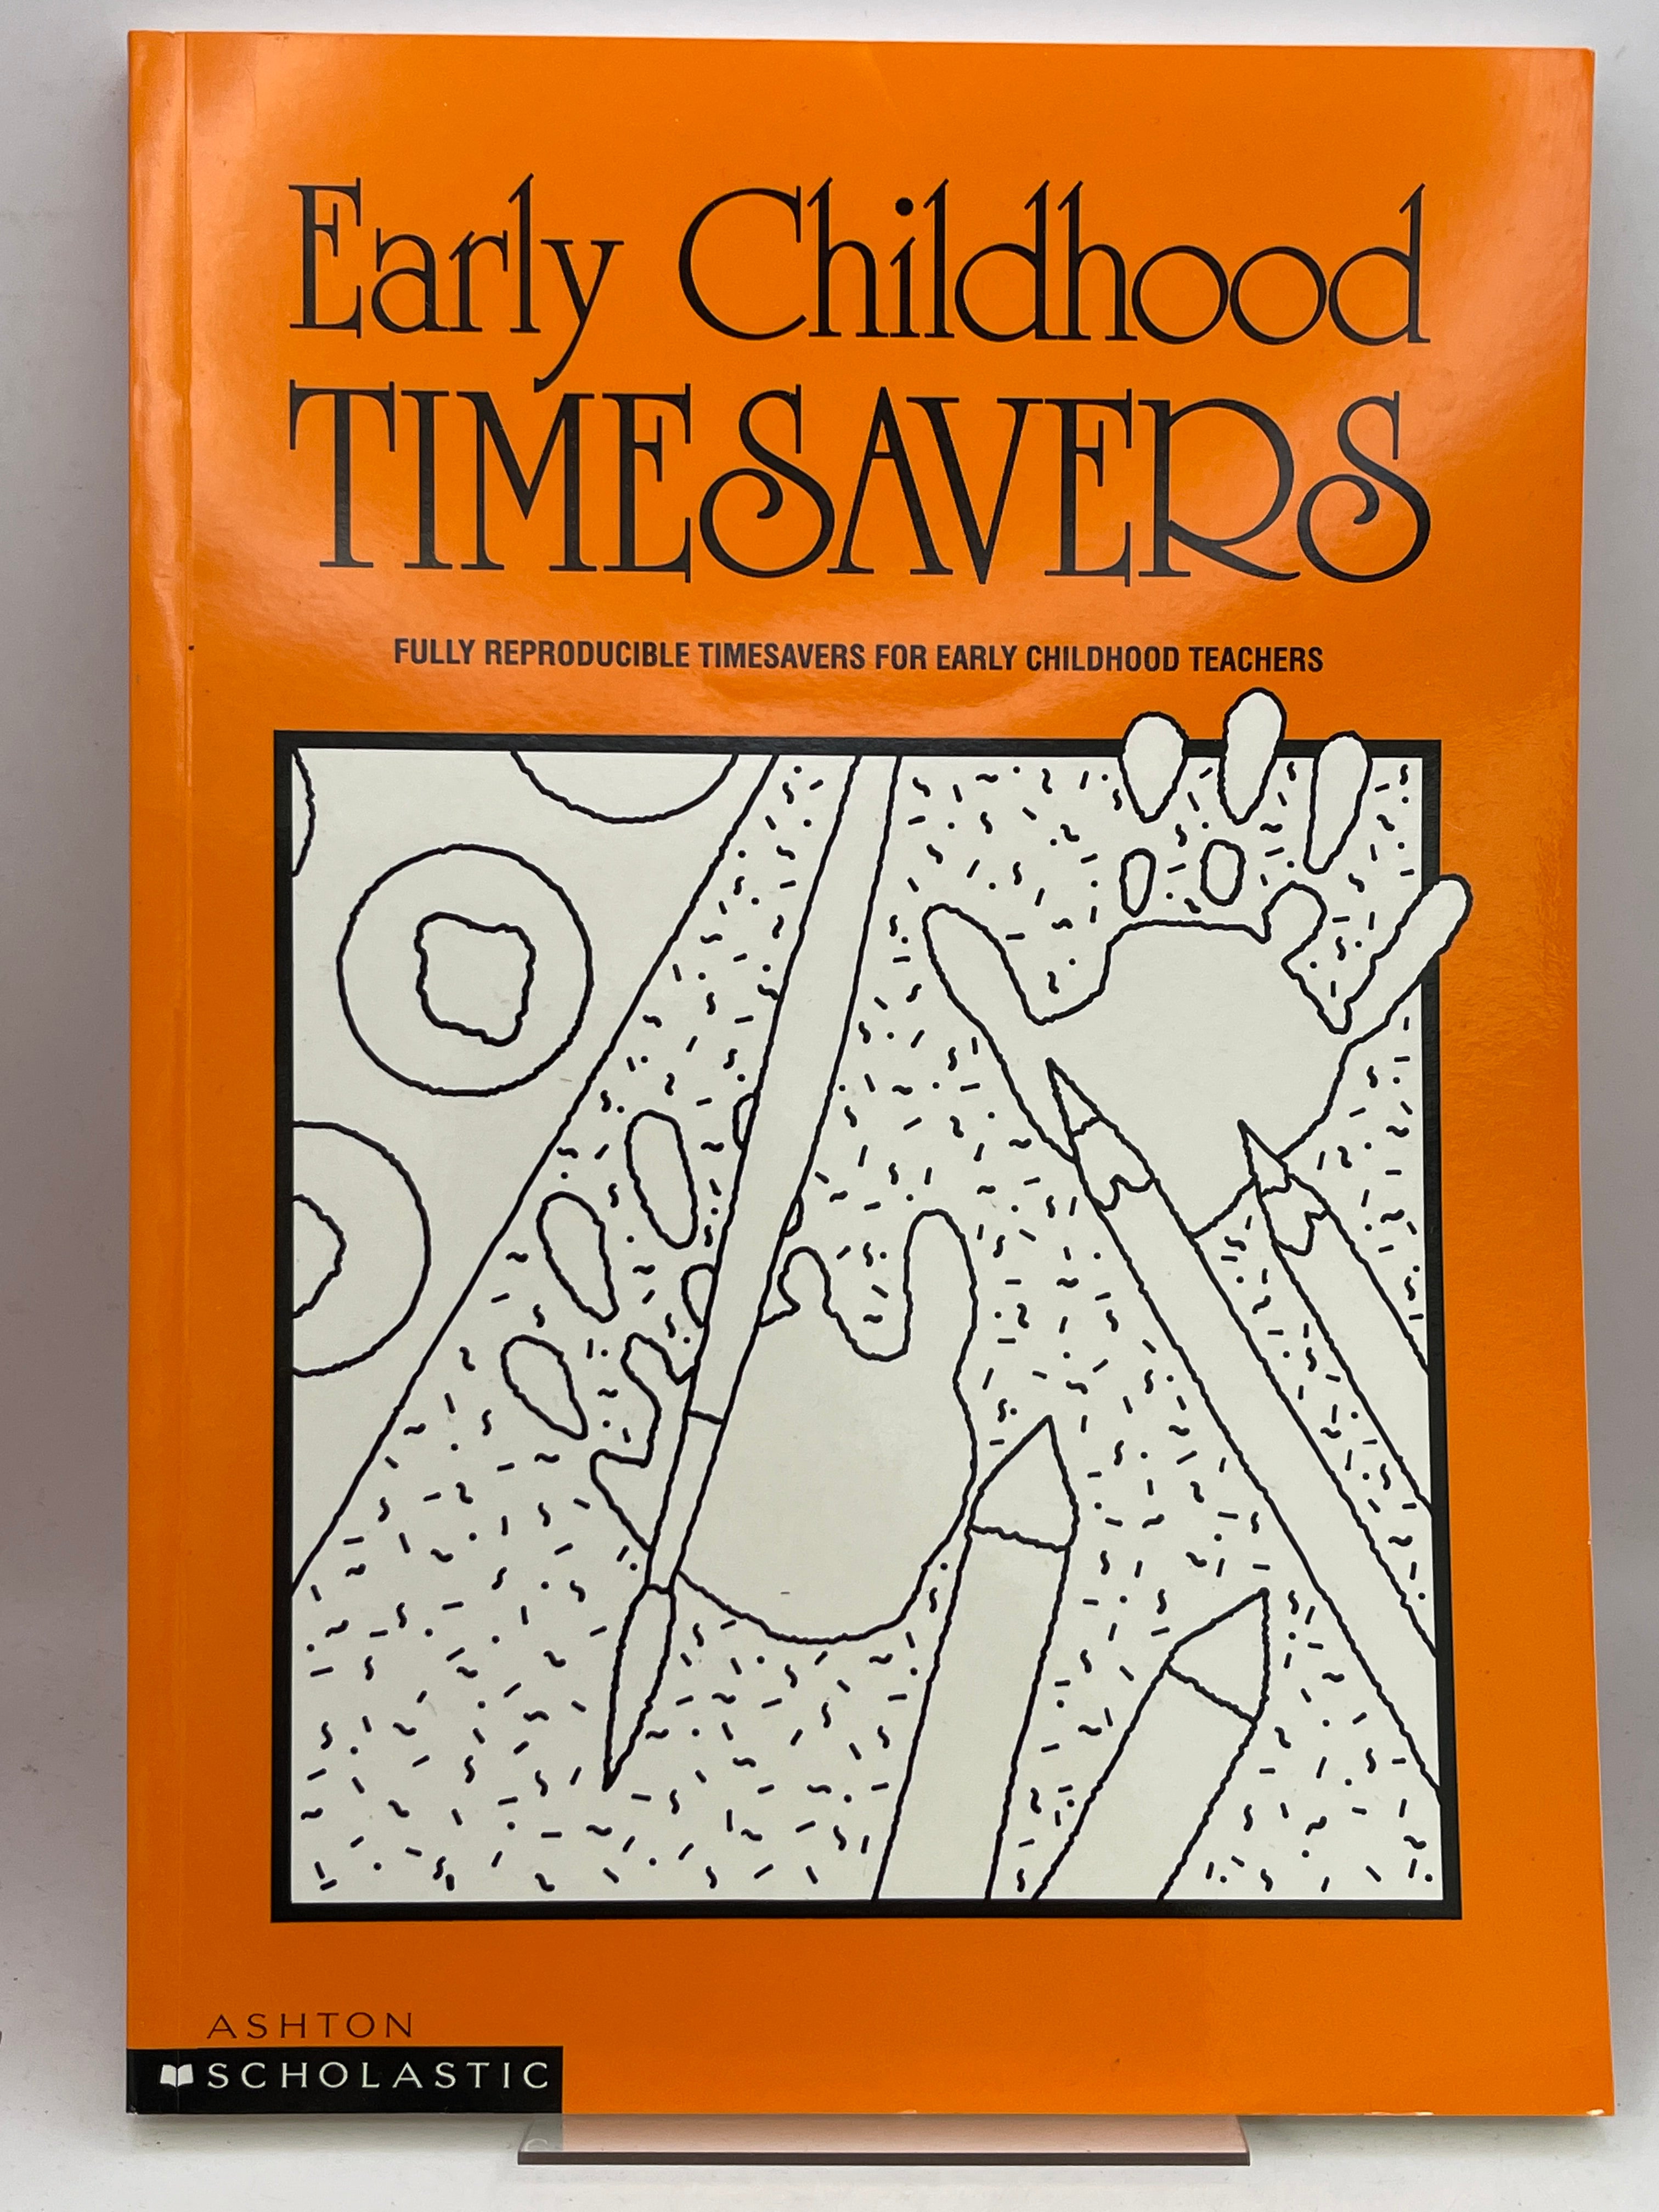 Early Childhood
TIMESAVERS
FULLY REPRODUCIBLE TIMESAVERS FOR EARLY CHILDHOOD TEACHERS
ASHTON
SCHOLASTIC